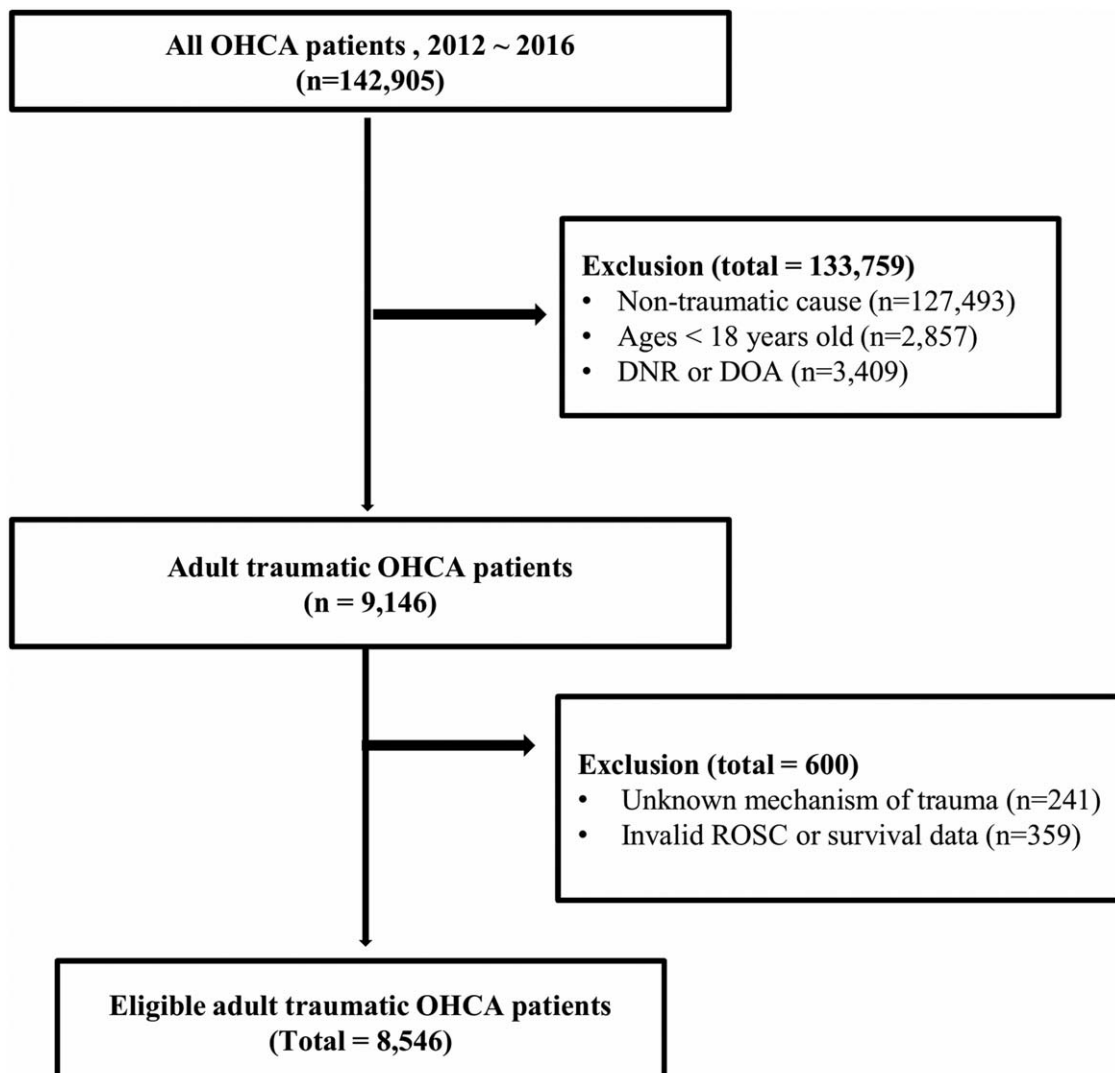 All OHCA patients , 2012 ~ 2016
(n=142,905)
Exclusion (total = 133,759)
• Non-traumatic cause (n=127,493)
• Ages < 18 years old (n=2,857)
• DNR or DOA (n=3,409)
Adult traumatic OHCA patients
(n = 9,146)
Exclusion (total = 600)
• Unknown mechanism of trauma (n=241)
• Invalid ROSC or survival data (n=359)
Eligible adult traumatic OHCA patients
(Total = 8,546)